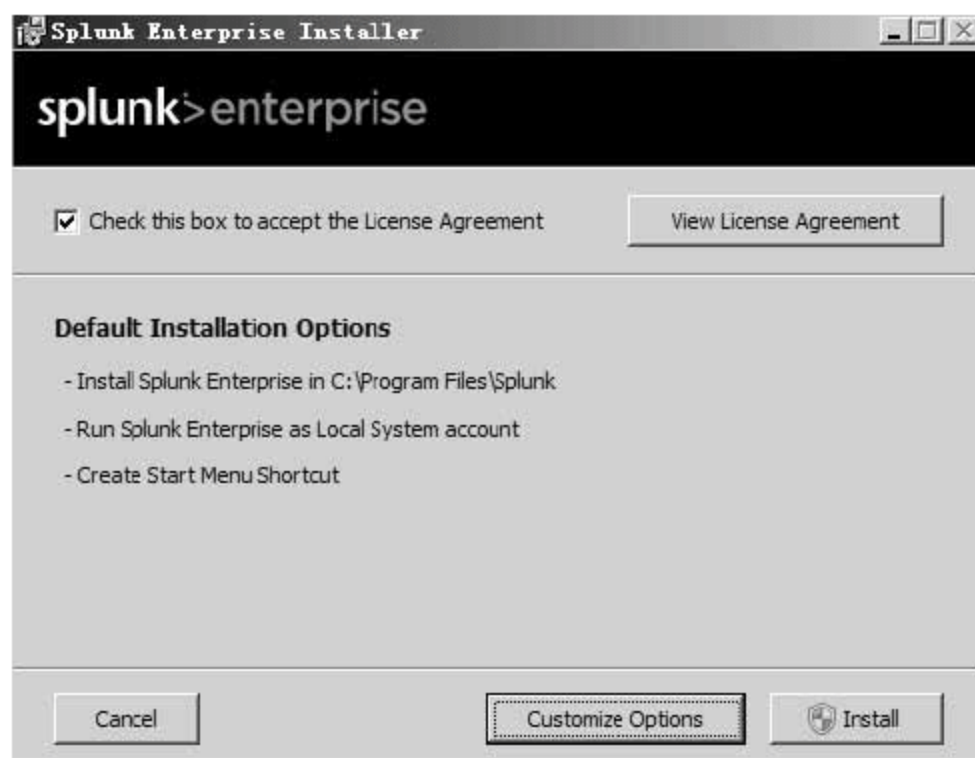 Splunk Enterprise Installer
splunk>enterprise
Check this box to accept the License Agreement
View License Agreement
Default Installation Options
- Install Splunk Enterprise in C:\Program Files\Splunk
- Run Splunk Enterprise as Local System account
- Create Start Menu Shortcut
Cancel
Customize Options
Install